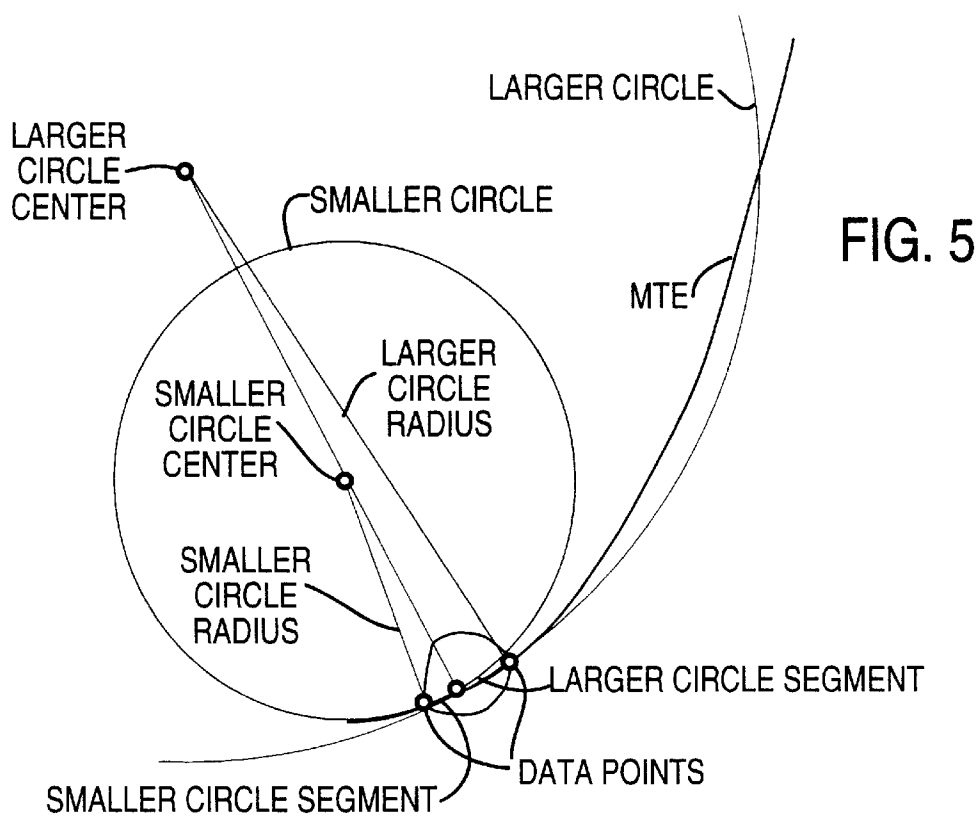 LARGER CIRCLE
LARGER
CIRCLE
CENTER
SMALLER CIRCLE
FIG. 5
MTE
LARGER
CIRCLE
RADIUS
SMALLER
CIRCLE
CENTER
SMALLER
CIRCLE
RADIUS
LARGER CIRCLE SEGMENT
DATA POINTS
SMALLER CIRCLE SEGMENT